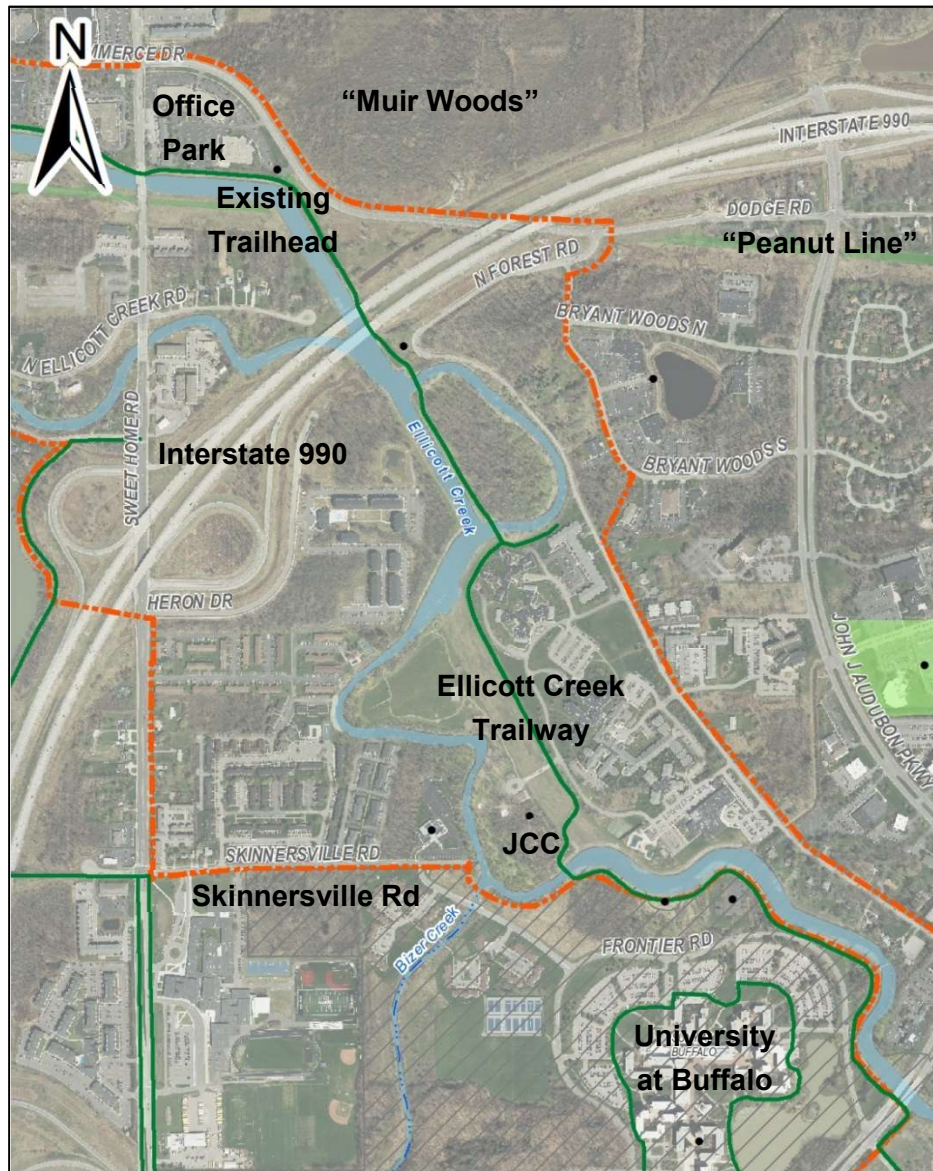 N
MMERCE DR
Office
Park
“Muir Woods”
INTERSTATE 990
Existing
Trailhead
DODGE RD
“Peanut Line”
N FOREST RD
N ELLICOTT CREEK RD
BRYANT WOODS N
SWEET HOME RD
Interstate 990
Ellicott Creek
BRYANT WOODS S
HERON DR
JOHN J AUDUBON PKWY
Ellicott Creek
Trailway
JCC
SKINNERSVILLE RD
Skinnersville Rd
Bizer Creek
FRONTIER RD
University
BUFFALO
at Buffalo